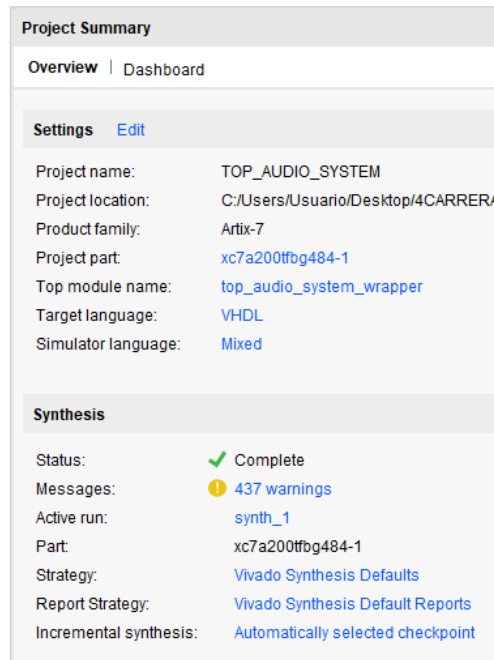 Project Summary
Overview | Dashboard
Settings Edit
Project name: TOP_AUDIO_SYSTEM
Project location: C:/Users/Usuario/Desktop/4CARRERA
Product family: Artix-7
Project part: xc7a200tfbg484-1
Top module name: top_audio_system_wrapper
Target language: VHDL
Simulator language: Mixed
Synthesis
Status: Complete
Messages: 437 warnings
Active run: synth_1
Part: xc7a200tfbg484-1
Strategy: Vivado Synthesis Defaults
Report Strategy: Vivado Synthesis Default Reports
Incremental synthesis: Automatically selected checkpoint